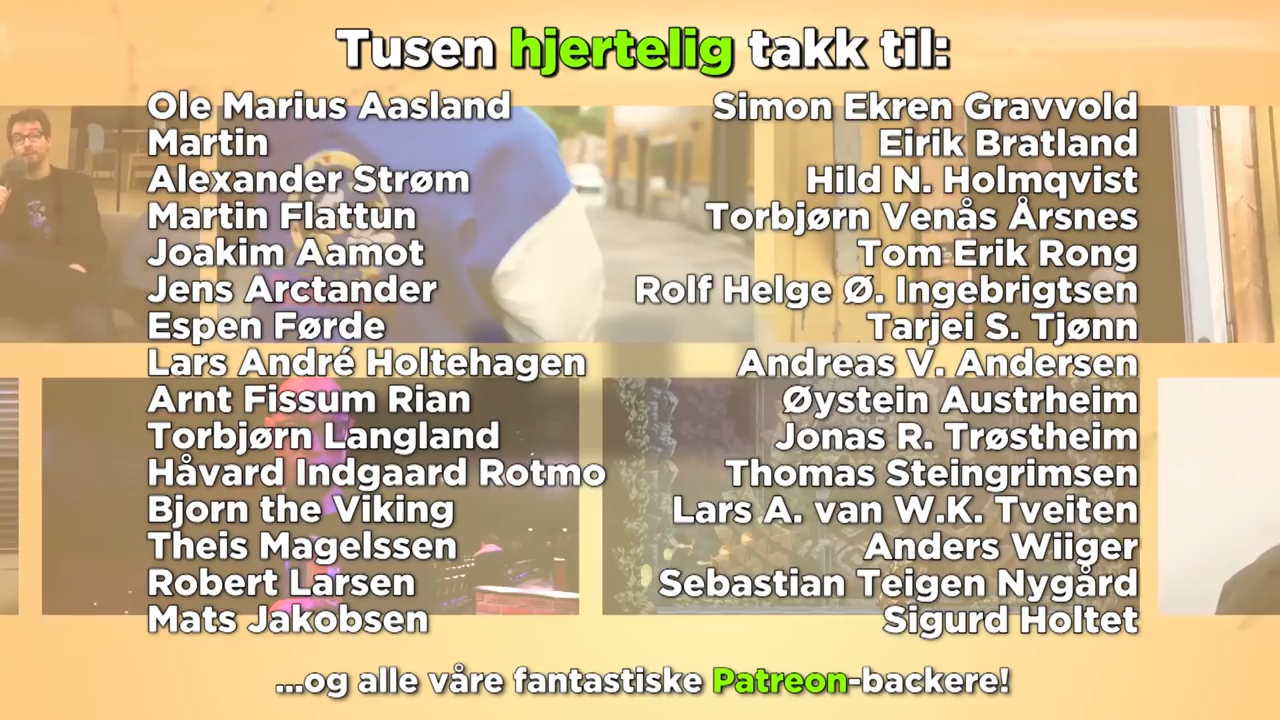 Tusen hjertelig takk til:
Ole Marius Aasland
Martin
Alexander Strøm
Martin Flattun
Joakim Aamot
Jens Arctander
Espen Førde
Lars André Holtehagen
Arnt Fissum Rian
Torbjørn Langland
Håvard Indgaard Rotmo
Bjorn the Viking
Theis Magelssen
Robert Larsen
Mats Jakobsen
Simon Ekren Gravvold
Eirik Bratland
Hild N. Holmqvist
Torbjørn Venås Årsnes
Tom Erik Rong
Rolf Helge Ø. Ingebrigtsen
Tarjei S. Tjønn
Andreas V. Andersen
Øystein Austrheim
Jonas R. Trøstheim
Thomas Steingrimsen
Lars A. van W.K. Tveiten
Anders Wiiger
Sebastian Teigen Nygård
Sigurd Holtet
...og alle våre fantastiske Patreon-backere!